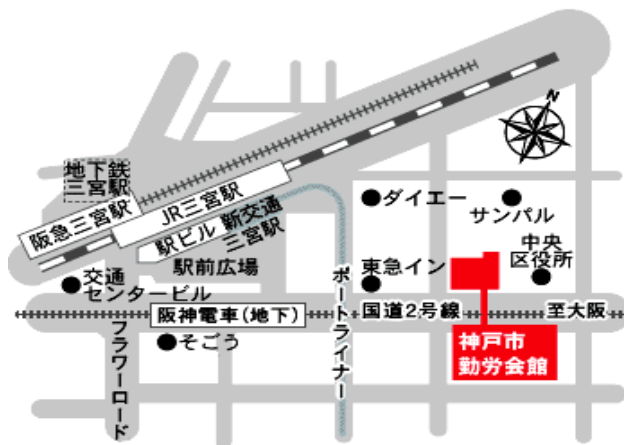 N
地下鉄
三宮駅
阪急三宮駅
JR三宮駅
駅ビル
新交通
三宮駅
駅前広場
ダイエー
サンパル
中央
区役所
東急イン
交通
センタービル
阪神電車(地下)
国道2号線
至大阪
そごう
フラワーロード
ポートライナー
神戸市
勤労会館